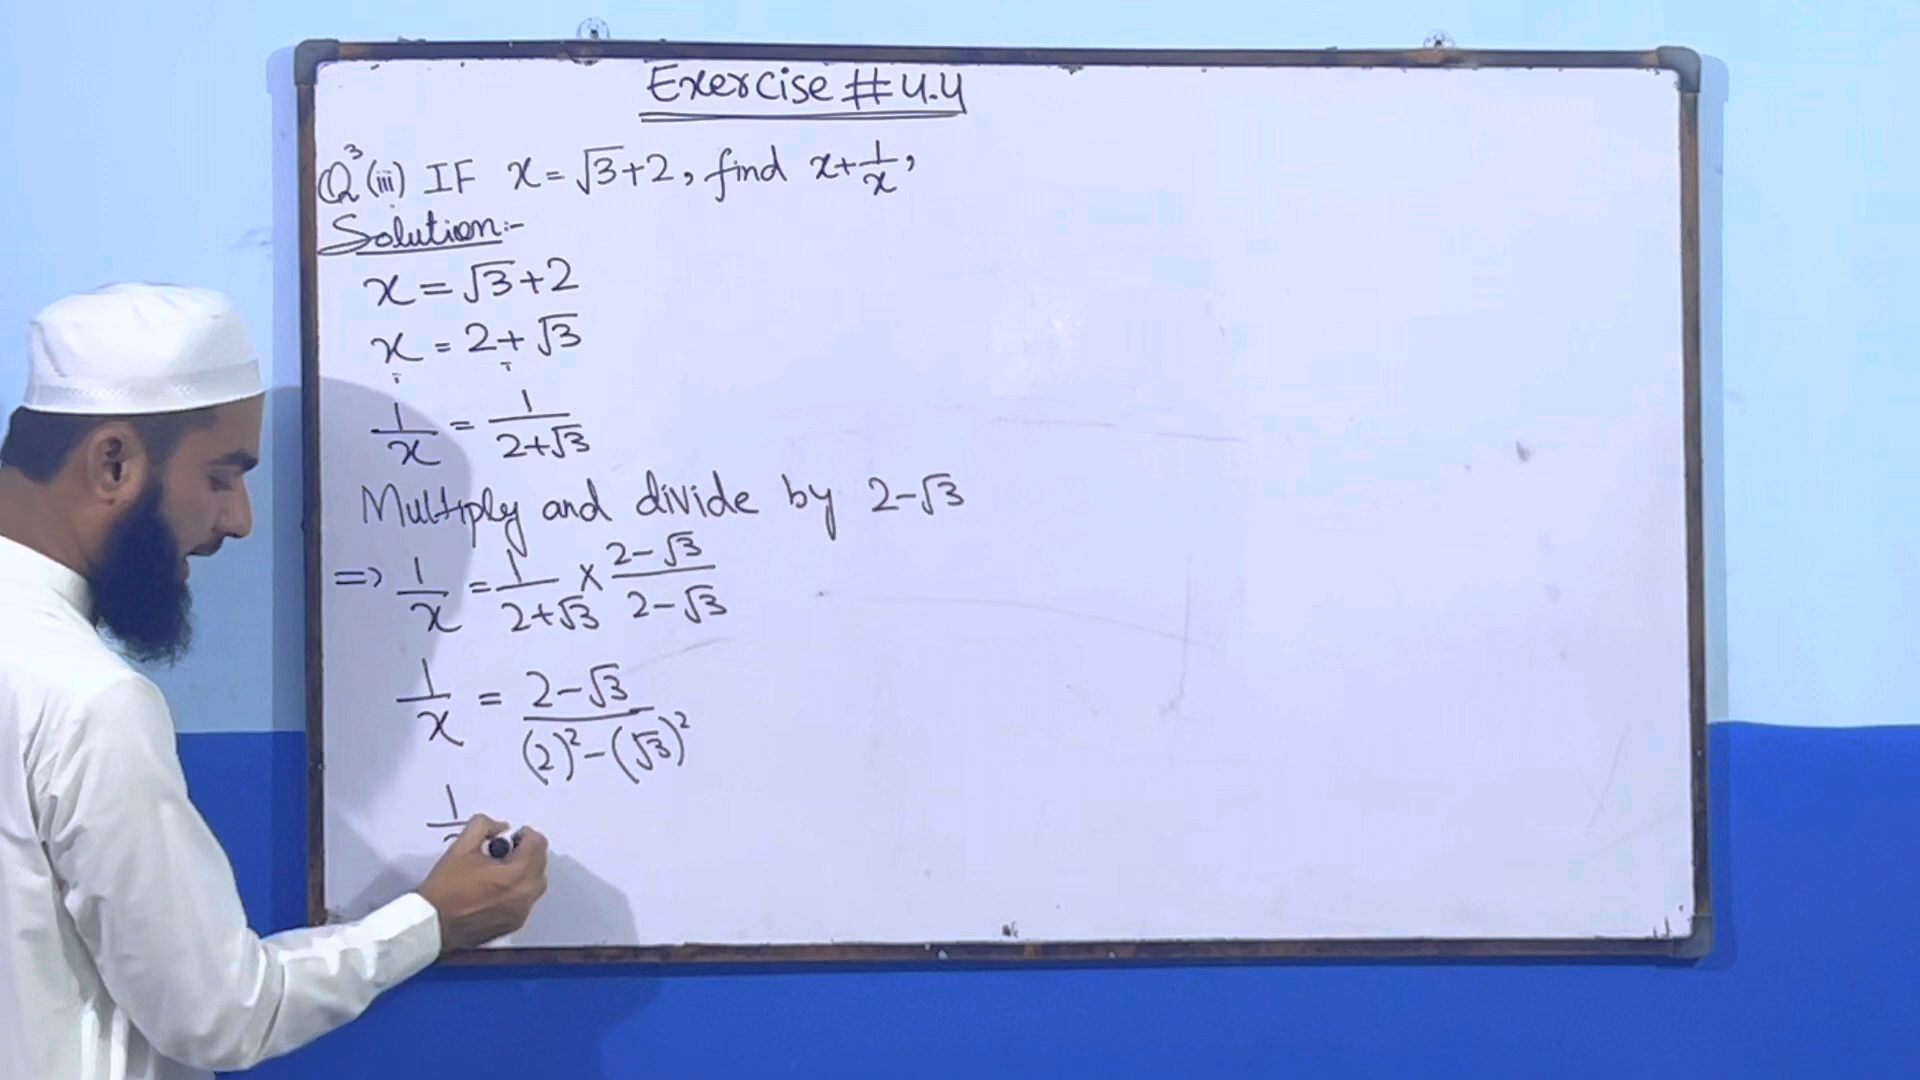 Exercise # 4.4
Q3 (iii) IF x = √3+2, find x+1/x,
Solution:-
x = √3+2
x = 2+√3
1/x = 1/(2+√3)
Multiply and divide by 2-√3
=> 1/x = 1/(2+√3) × (2-√3)/(2-√3)
1/x = (2-√3)/((2)²-(√3)²)
1